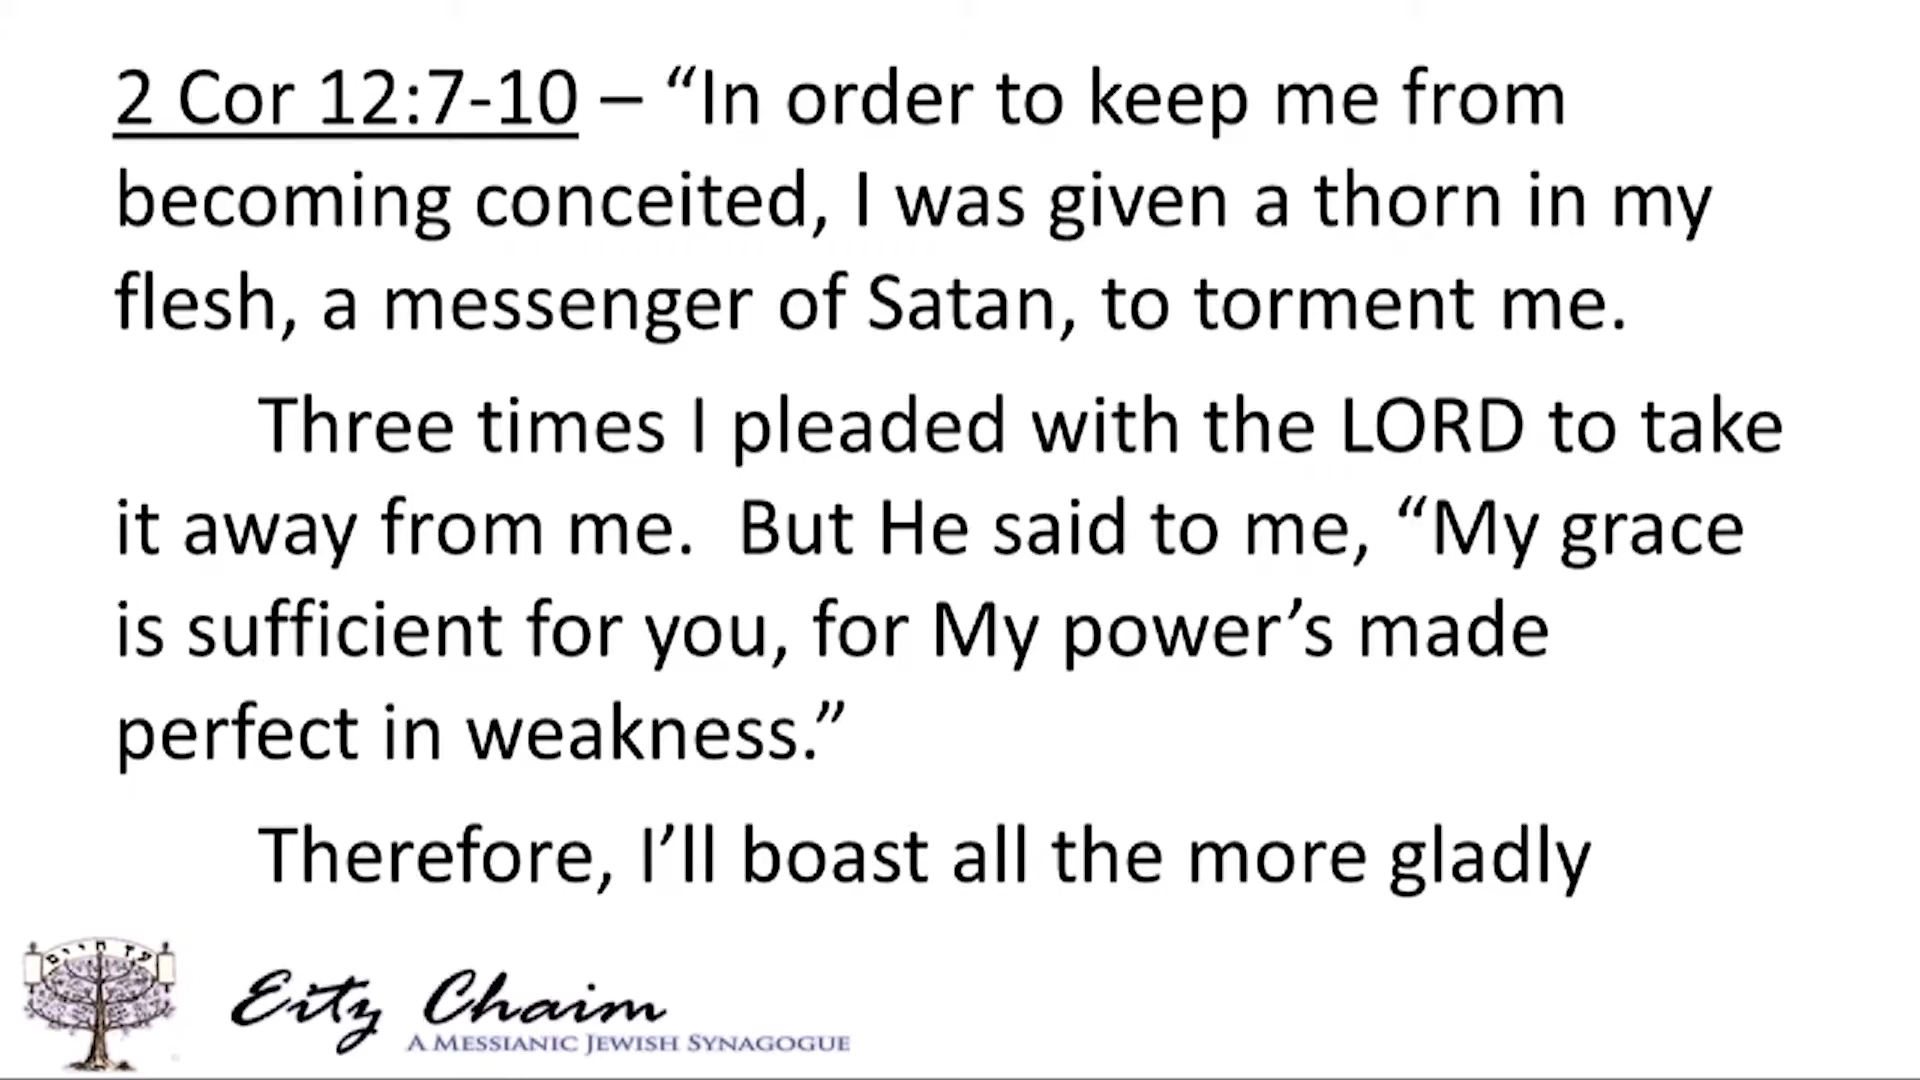 2 Cor 12:7-10 – “In order to keep me from
becoming conceited, I was given a thorn in my
flesh, a messenger of Satan, to torment me.
Three times I pleaded with the LORD to take
it away from me.  But He said to me, “My grace
is sufficient for you, for My power’s made
perfect in weakness.”
Therefore, I’ll boast all the more gladly
עץ חיים
Eitz Chaim
A MESSIANIC JEWISH SYNAGOGUE